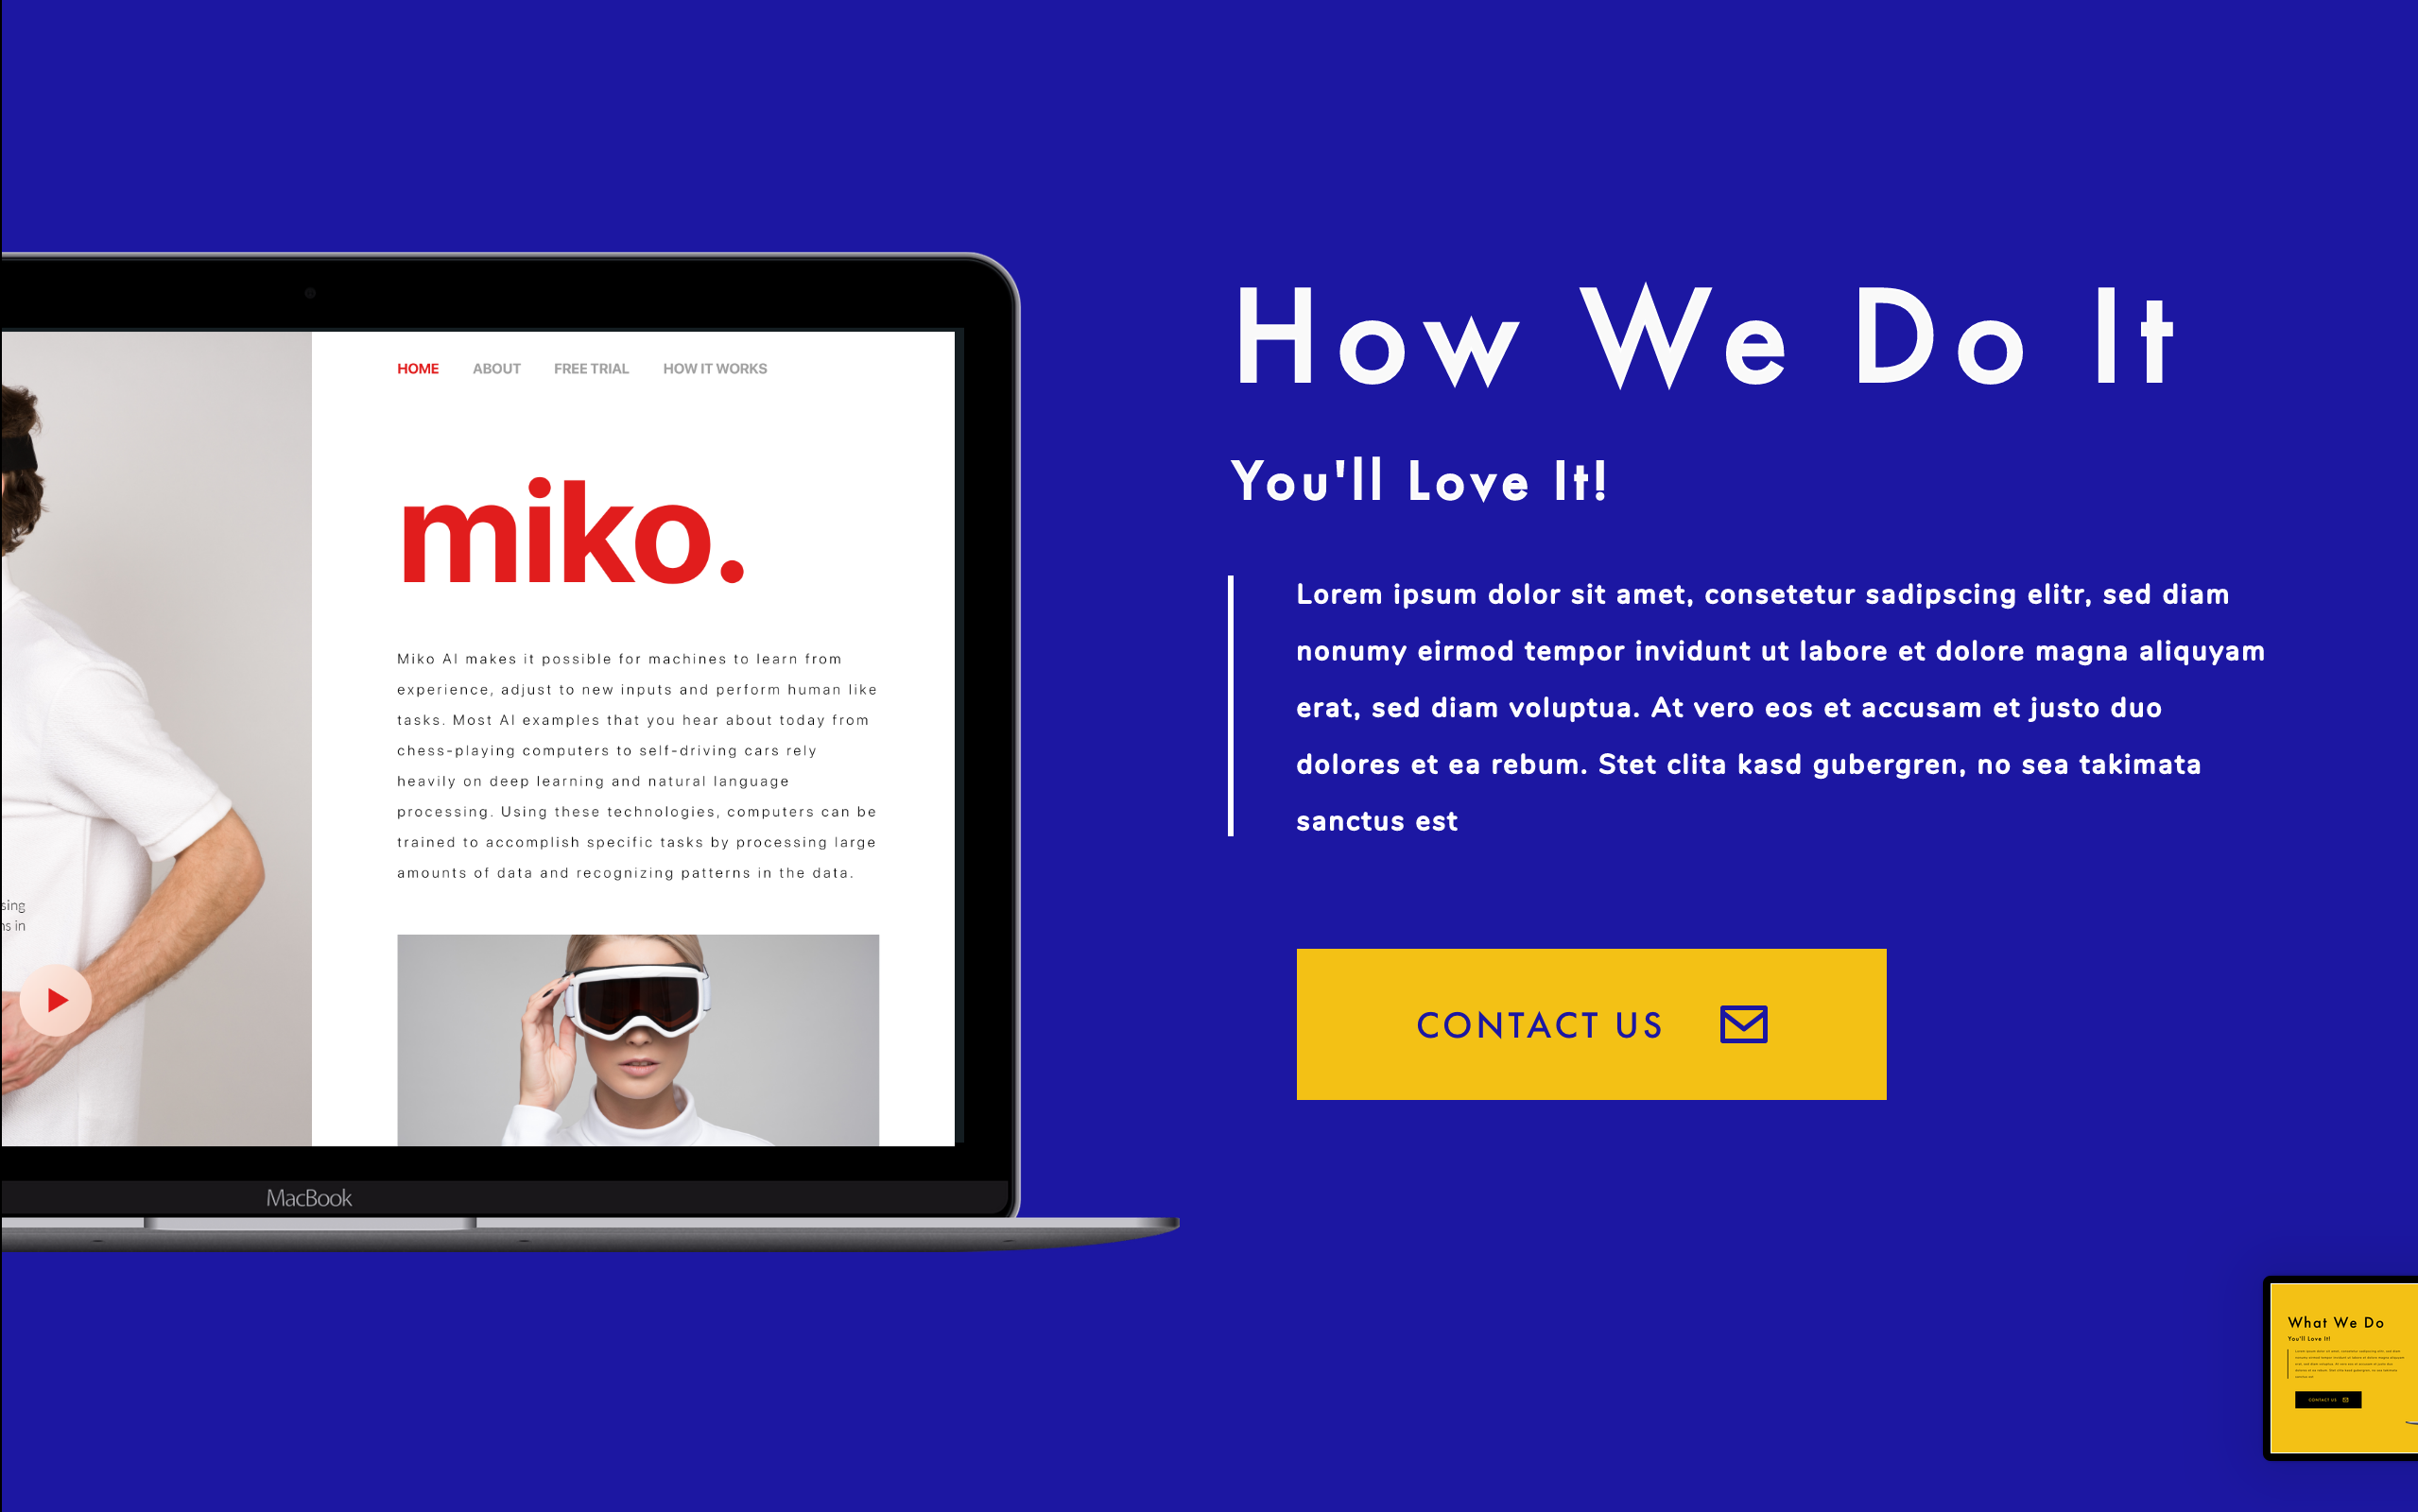 HOME ABOUT FREE TRIAL HOW IT WORKS
miko.
Miko AI makes it possible for machines to learn from
experience, adjust to new inputs and perform human like
tasks. Most AI examples that you hear about today from
chess-playing computers to self-driving cars rely
heavily on deep learning and natural language
processing. Using these technologies, computers can be
trained to accomplish specific tasks by processing large
amounts of data and recognizing patterns in the data.
sing
ns in
MacBook
How We Do It
You'll Love It!
Lorem ipsum dolor sit amet, consetetur sadipscing elitr, sed diam
nonumy eirmod tempor invidunt ut labore et dolore magna aliquyam
erat, sed diam voluptua. At vero eos et accusam et justo duo
dolores et ea rebum. Stet clita kasd gubergren, no sea takimata
sanctus est
CONTACT US
What We Do
You'll Love It!
CONTACT US